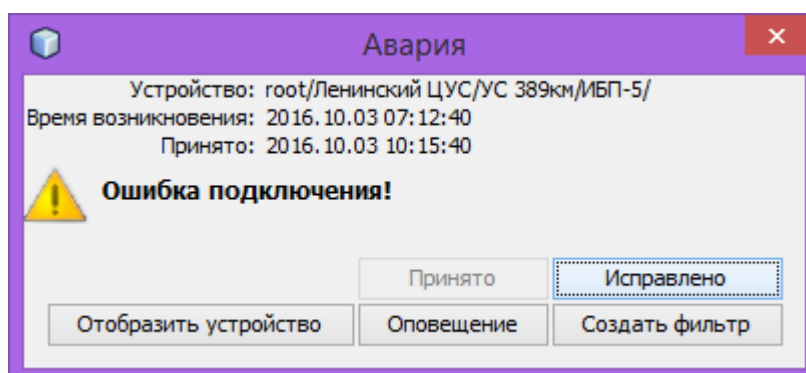 Авария
Устройство: root/Ленинский ЦУС/УС 389км/ИБП-5/
Время возникновения: 2016.10.03 07:12:40
Принято: 2016.10.03 10:15:40
Ошибка подключения!
Принято Исправлено
Отобразить устройство Оповещение Создать фильтр